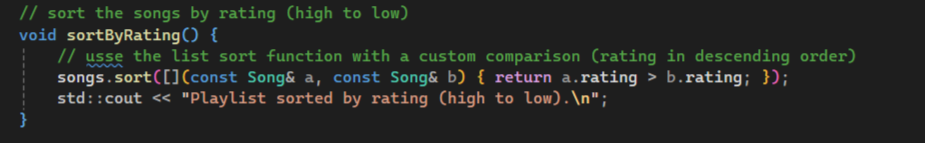 // sort the songs by rating (high to low)
void sortByRating() {
    // usse the list sort function with a custom comparison (rating in descending order)
    songs.sort([](const Song& a, const Song& b) { return a.rating > b.rating; });
    std::cout << "Playlist sorted by rating (high to low).\n";
}